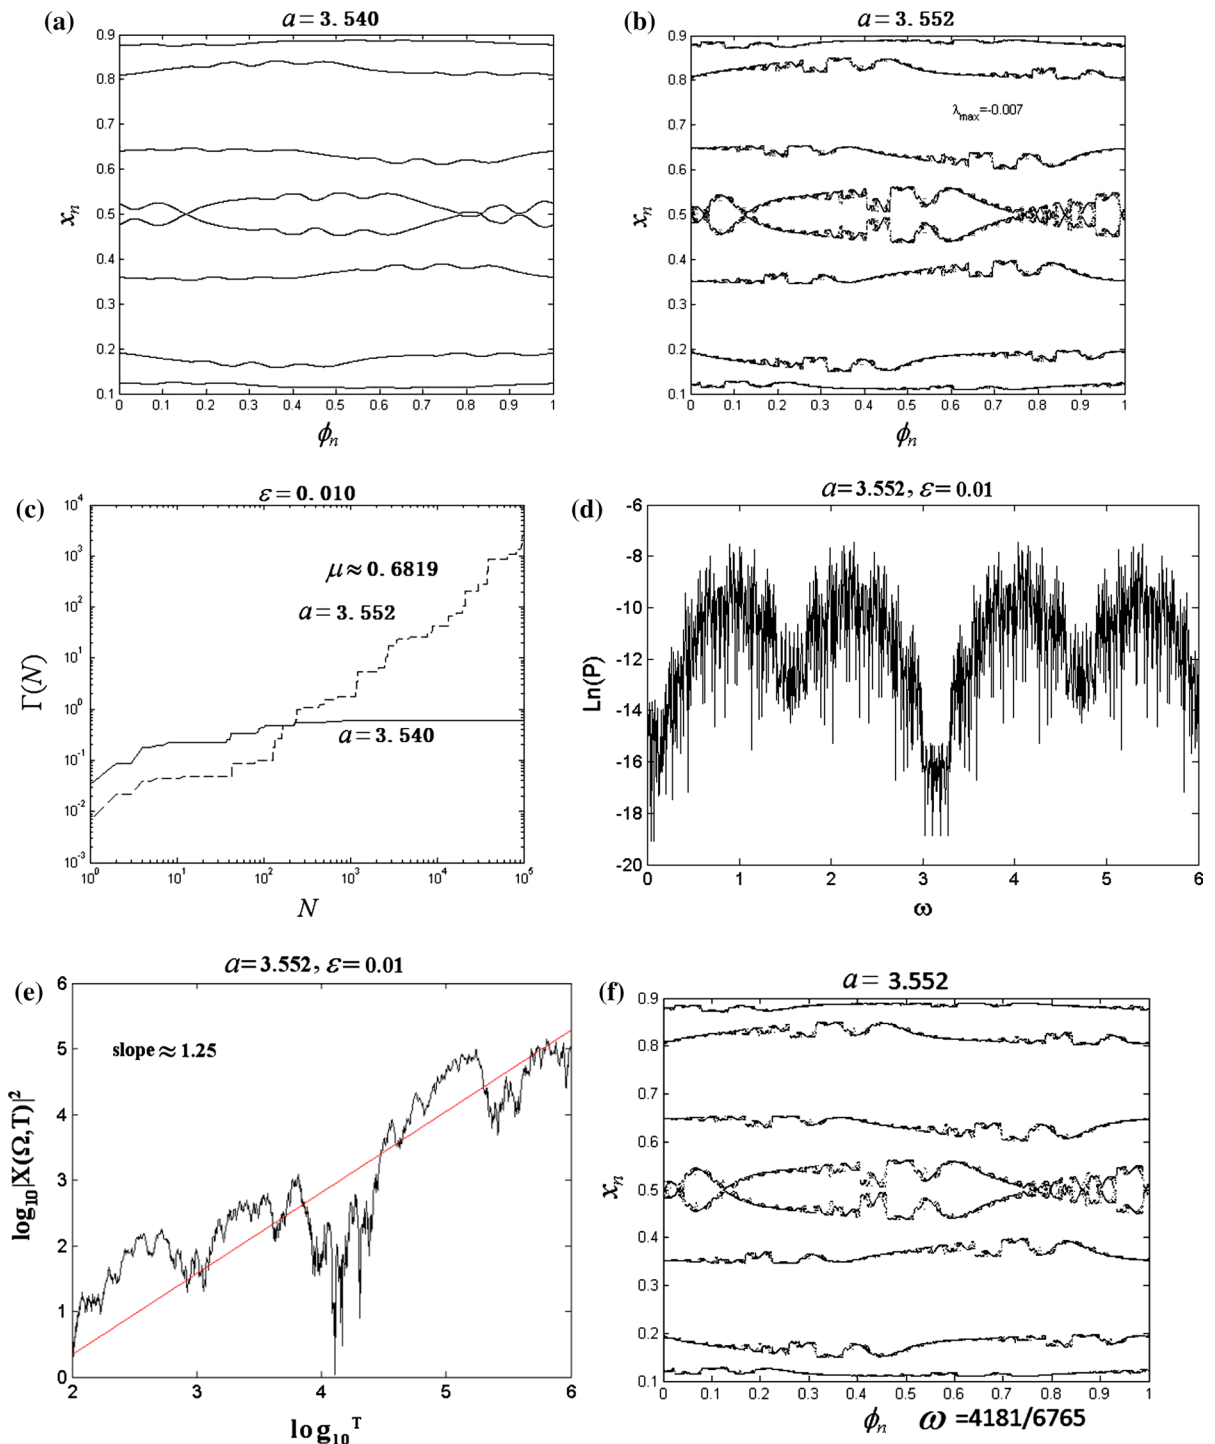 (a)
a = 3.540
0.9
0.8
0.7
0.6
0.5
0.4
0.3
0.2
0.1
x_n
0 0.1 0.2 0.3 0.4 0.5 0.6 0.7 0.8 0.9 1
ϕ_n
(b)
a = 3.552
0.9
0.8
0.7
0.6
0.5
0.4
0.3
0.2
0.1
x_n
λ_max=-0.007
0 0.1 0.2 0.3 0.4 0.5 0.6 0.7 0.8 0.9 1
ϕ_n
(c)
ε = 0.010
10^4
10^3
10^2
10^1
10^0
10^-1
10^-2
10^-3
Γ(N)
μ ≈ 0.6819
a = 3.552
a = 3.540
10^0 10^1 10^2 10^3 10^4 10^5
N
(d)
a=3.552, ε=0.01
-6
-8
-10
-12
-14
-16
-18
-20
Ln(P)
0 1 2 3 4 5 6
ω
(e)
a=3.552, ε=0.01
6
5
4
3
2
1
0
log_10|X(Ω,T)|^2
slope ≈ 1.25
2 3 4 5 6
log_10^T
(f)
a = 3.552
0.9
0.8
0.7
0.6
0.5
0.4
0.3
0.2
0.1
x_n
0 0.1 0.2 0.3 0.4 0.5 0.6 0.7 0.8 0.9 1
ϕ_n ω =4181/6765